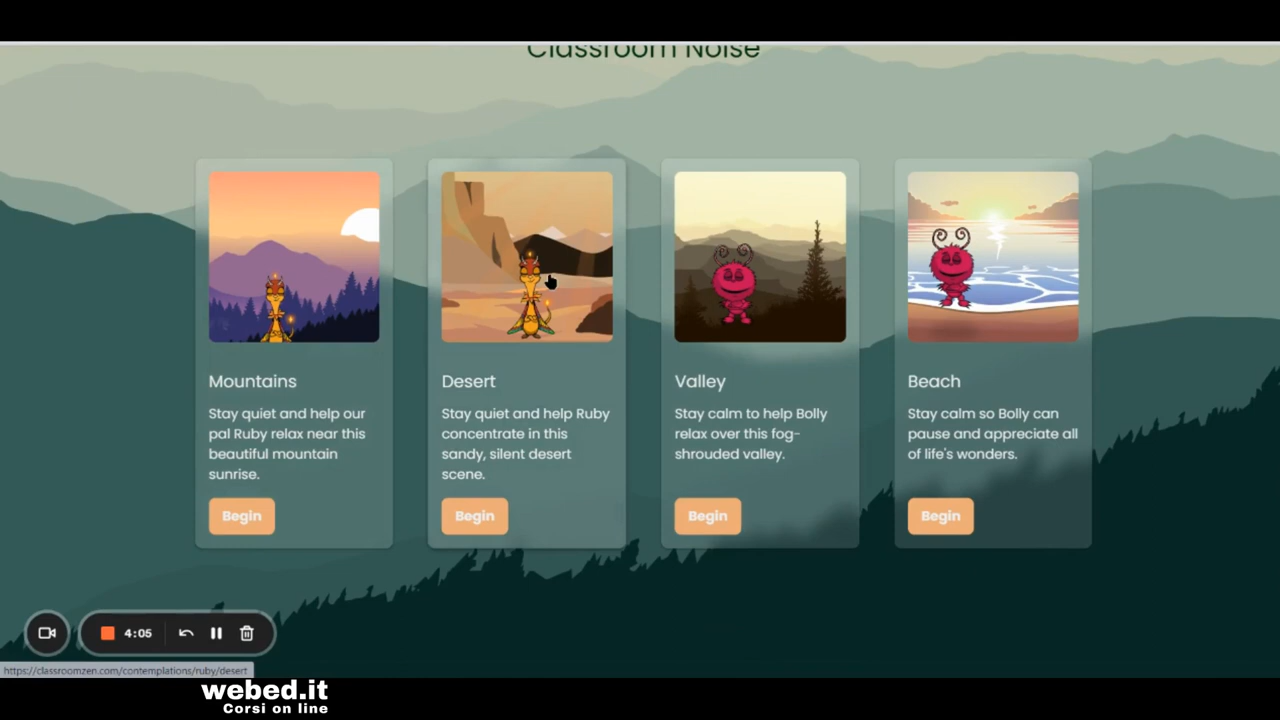 Classroom Noise
Mountains
Stay quiet and help our
pal Ruby relax near this
beautiful mountain
sunrise.
Begin
Desert
Stay quiet and help Ruby
concentrate in this
sandy, silent desert
scene.
Begin
Valley
Stay calm to help Bolly
relax over this fog-
shrouded valley.
Begin
Beach
Stay calm so Bolly can
pause and appreciate all
of life's wonders.
Begin
4:05
https://classroomzen.com/contemplations/ruby/desert
webed.it
Corsi on line